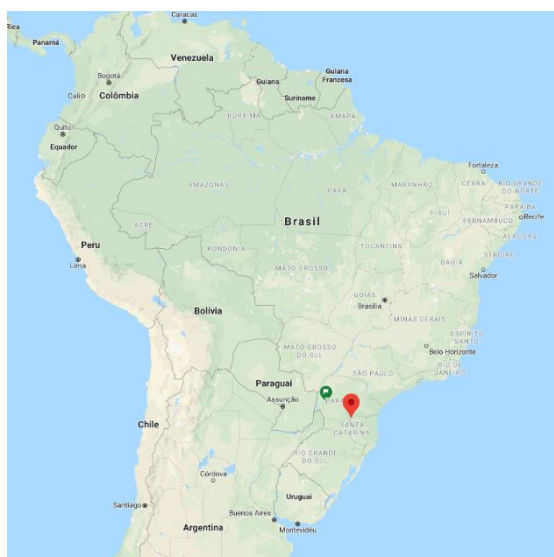 Caracas
Rica
Panamá
Venezuela
Guiana
Francesa
Bogotá
Guiana
Suriname
Cali
Colômbia
RORAIMA
AMAPÁ
Quito
Equador
Fortaleza
AMAZONAS
PARÁ
MARANHÃO
CEARÁ
RIO GRANDE
DO NORTE
PARAÍBA
PIAUÍ
PERNAMBUCO
Recife
ALAGOAS
ACRE
Brasil
SERGIPE
Peru
RONDÔNIA
TOCANTINS
Lima
BAHIA
MATO GROSSO
Salvador
Bolívia
GOIÁS
Brasília
MINAS GERAIS
ESPÍRITU
SANTO
MATO GROSSO
DO SUL
Belo Horizonte
RIO DE
JANEIRO
SÃO PAULO
Paraguai
Assunção
SANTA
CATARINA
Chile
RIO GRANDE
DO SUL
Córdova
Uruguai
Santiago
Buenos Aires
Montevidéu
Argentina